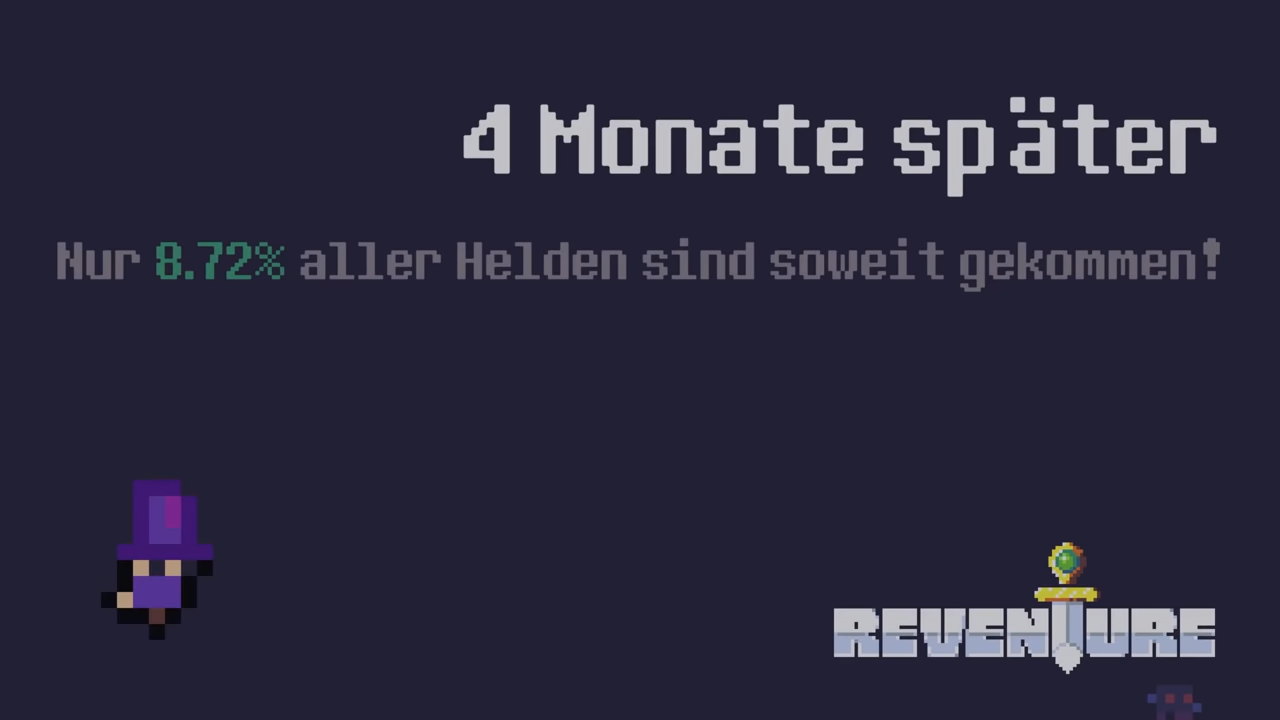 4 Monate später
Nur 8.72% aller Helden sind soweit gekommen!
REVENTURE